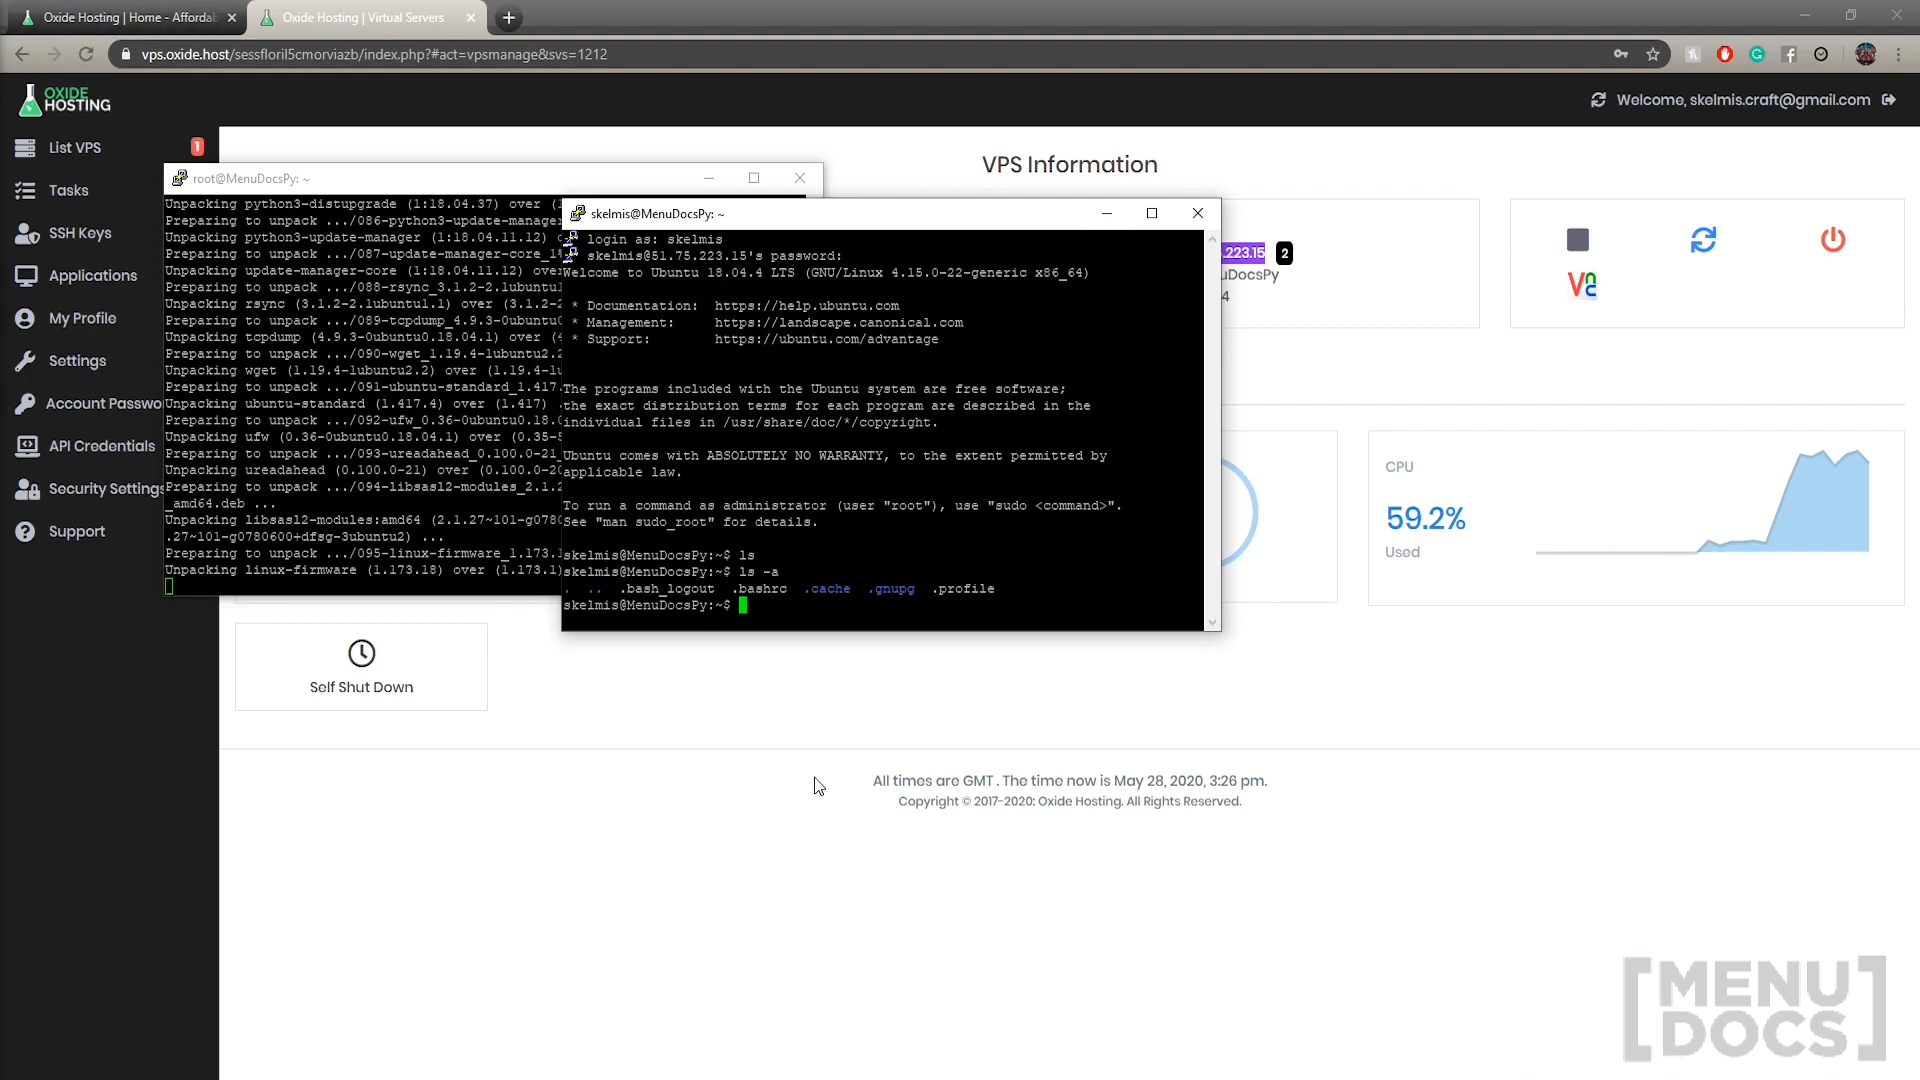 Oxide Hosting | Home - Affordab
Oxide Hosting | Virtual Servers
vps.oxide.host/sessfloril5cmorviazb/index.php?#act=vpsmanage&svs=1212
OXIDE
HOSTING
Welcome, skelmis.craft@gmail.com
List VPS
1
Tasks
SSH Keys
Applications
My Profile
Settings
Account Passwo
API Credentials
Security Settings
Support
VPS Information
root@MenuDocsPy: ~
Unpacking python3-distupgrade (1:18.04.37) over (
Preparing to unpack .../086-python3-update-manager
Unpacking python3-update-manager (1:18.04.11.12) o
Preparing to unpack .../087-update-manager-core_1
Unpacking update-manager-core (1:18.04.11.12) over
Preparing to unpack .../088-rsync_3.1.2-2.1ubuntu1
Unpacking rsync (3.1.2-2.1ubuntu1.1) over (3.1.2-2
Preparing to unpack .../089-tcpdump_4.9.3-0ubuntu0
Unpacking tcpdump (4.9.3-0ubuntu0.18.04.1) over (4
Preparing to unpack .../090-wget_1.19.4-1ubuntu2.2
Unpacking wget (1.19.4-1ubuntu2.2) over (1.19.4-1u
Preparing to unpack .../091-ubuntu-standard_1.417.
Unpacking ubuntu-standard (1.417.4) over (1.417)
Preparing to unpack .../092-ufw_0.36-0ubuntu0.18.0
Unpacking ufw (0.36-0ubuntu0.18.04.1) over (0.35-5
Preparing to unpack .../093-ureadahead_0.100.0-21_
Unpacking ureadahead (0.100.0-21) over (0.100.0-20
Preparing to unpack .../094-libsasl2-modules_2.1.2
_amd64.deb ...
Unpacking libsasl2-modules:amd64 (2.1.27~101-g0780
.27~101-g0780600+dfsg-3ubuntu2) ...
Preparing to unpack .../095-linux-firmware_1.173.1
Unpacking linux-firmware (1.173.18) over (1.173.1)
skelmis@MenuDocsPy: ~
login as: skelmis
skelmis@51.75.223.15's password:
Welcome to Ubuntu 18.04.4 LTS (GNU/Linux 4.15.0-22-generic x86_64)
* Documentation: https://help.ubuntu.com
* Management: https://landscape.canonical.com
* Support: https://ubuntu.com/advantage
The programs included with the Ubuntu system are free software;
the exact distribution terms for each program are described in the
individual files in /usr/share/doc/*/copyright.
Ubuntu comes with ABSOLUTELY NO WARRANTY, to the extent permitted by
applicable law.
To run a command as administrator (user "root"), use "sudo <command>".
See "man sudo_root" for details.
skelmis@MenuDocsPy:~$ ls
skelmis@MenuDocsPy:~$ ls -a
. .. .bash_logout .bashrc .cache .gnupg .profile
skelmis@MenuDocsPy:~$
.223.15 2
uDocsPy
4
CPU
59.2%
Used
Self Shut Down
All times are GMT . The time now is May 28, 2020, 3:26 pm.
Copyright © 2017-2020: Oxide Hosting. All Rights Reserved.
MENU
DOCS